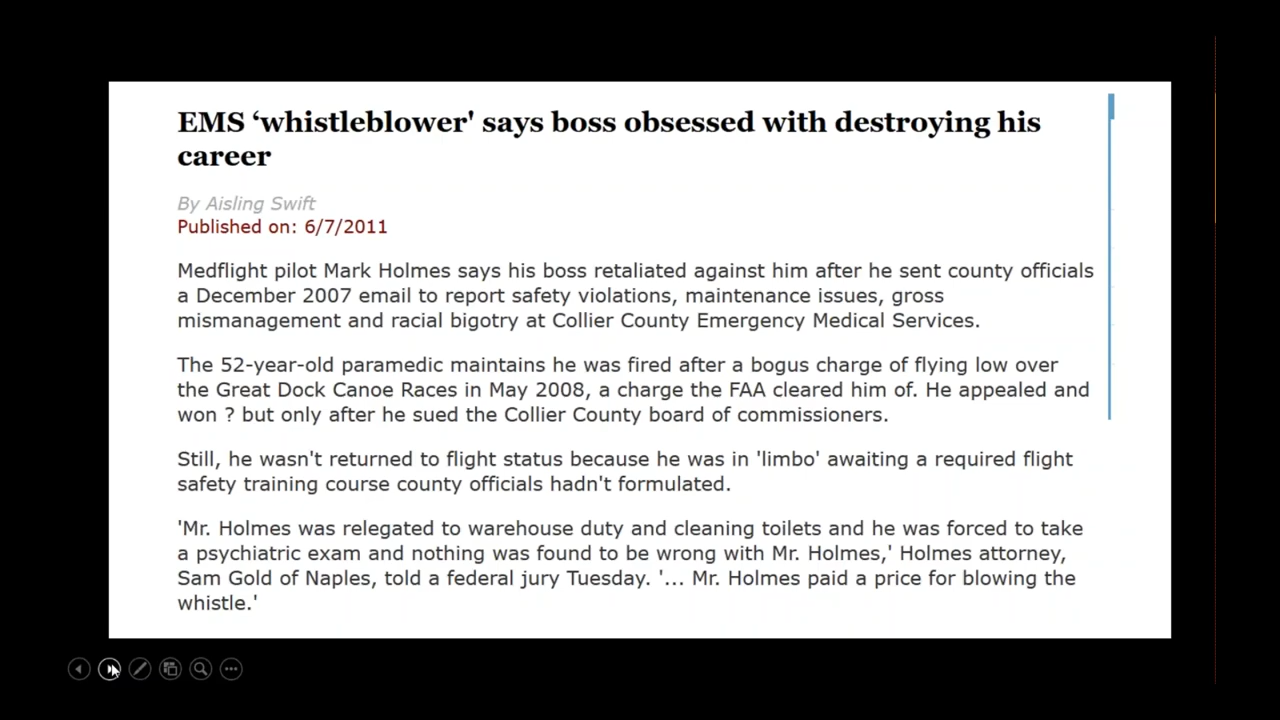 EMS ‘whistleblower' says boss obsessed with destroying his
career
By Aisling Swift
Published on: 6/7/2011
Medflight pilot Mark Holmes says his boss retaliated against him after he sent county officials
a December 2007 email to report safety violations, maintenance issues, gross
mismanagement and racial bigotry at Collier County Emergency Medical Services.
The 52-year-old paramedic maintains he was fired after a bogus charge of flying low over
the Great Dock Canoe Races in May 2008, a charge the FAA cleared him of. He appealed and
won ? but only after he sued the Collier County board of commissioners.
Still, he wasn't returned to flight status because he was in 'limbo' awaiting a required flight
safety training course county officials hadn't formulated.
'Mr. Holmes was relegated to warehouse duty and cleaning toilets and he was forced to take
a psychiatric exam and nothing was found to be wrong with Mr. Holmes,' Holmes attorney,
Sam Gold of Naples, told a federal jury Tuesday. '... Mr. Holmes paid a price for blowing the
whistle.'